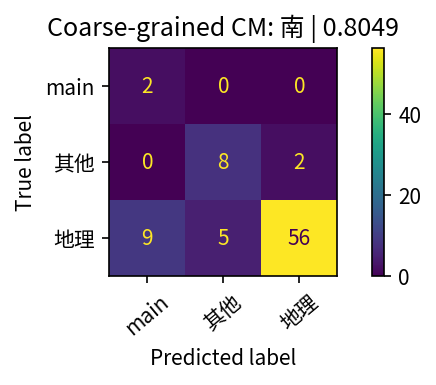 Coarse-grained CM: 南 | 0.8049
True label
main
其他
地理
2 0 0
0 8 2
9 5 56
main 其他 地理
Predicted label
40
20
0